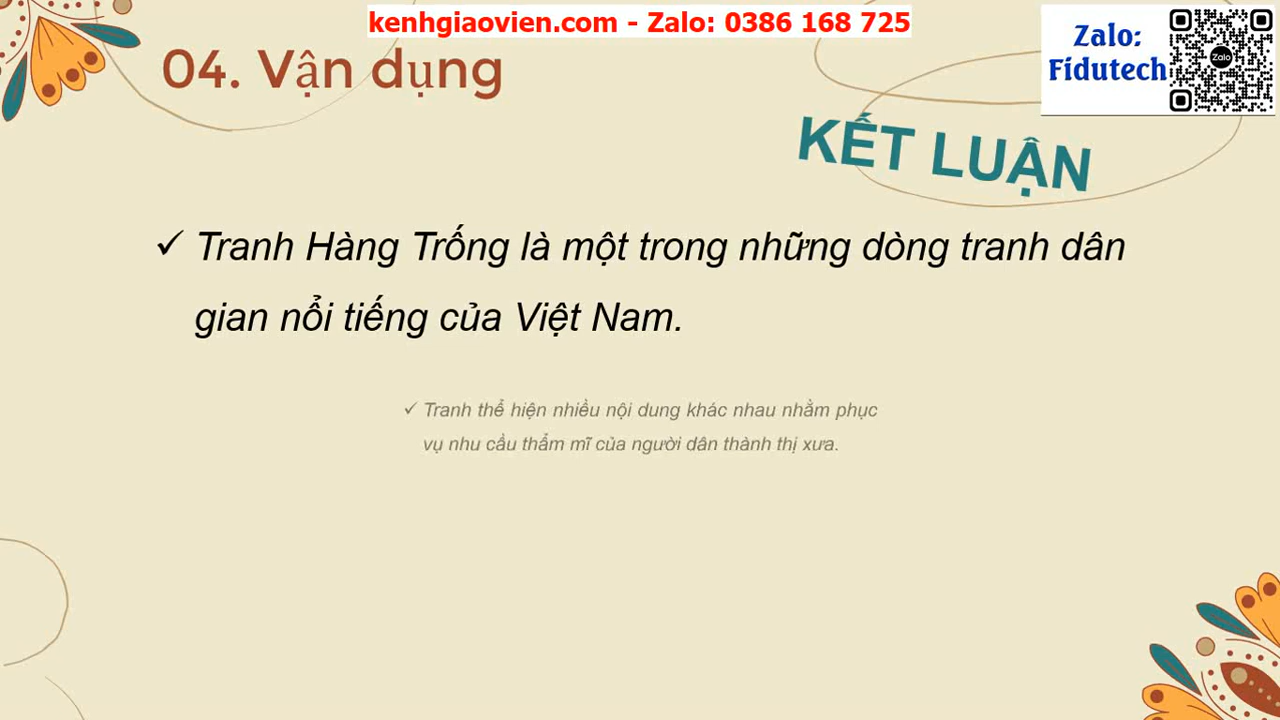 kenhgiaovien.com - Zalo: 0386 168 725
Zalo:
Fidutech
Zalo
04. Vận dụng
KẾT LUẬN
✓ Tranh Hàng Trống là một trong những dòng tranh dân
gian nổi tiếng của Việt Nam.
✓ Tranh thể hiện nhiều nội dung khác nhau nhằm phục
vụ nhu cầu thẩm mĩ của người dân thành thị xưa.